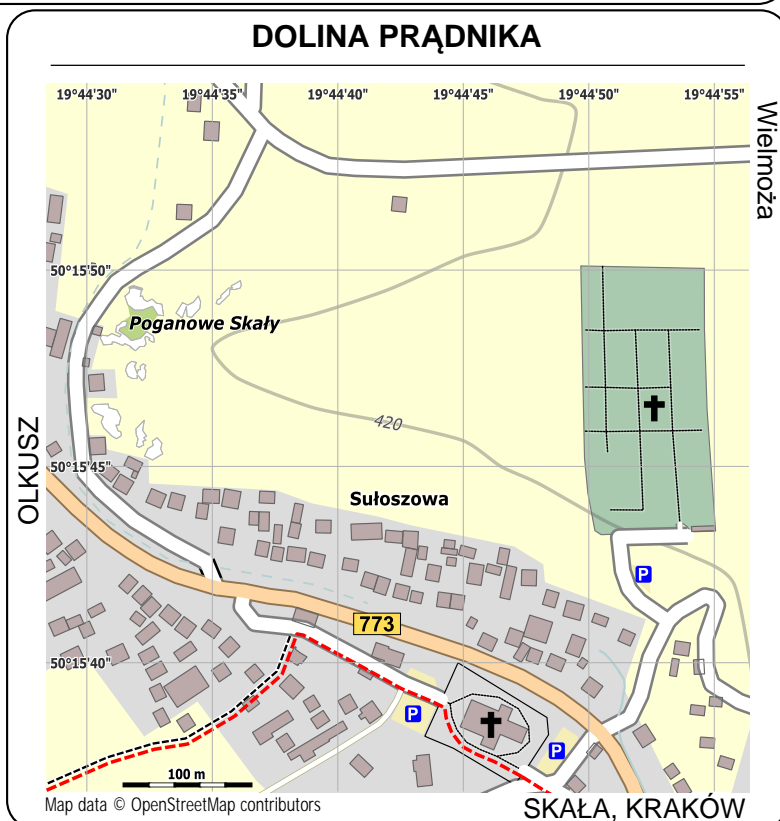 DOLINA PRĄDNIKA
19°44'30" 19°44'35" 19°44'40" 19°44'45" 19°44'50" 19°44'55"
Wielmoża
50°15'50"
Poganowe Skały
420
OLKUSZ
50°15'45"
Sułoszowa
P
773
50°15'40"
P
P
100 m
Map data © OpenStreetMap contributors
SKAŁA, KRAKÓW